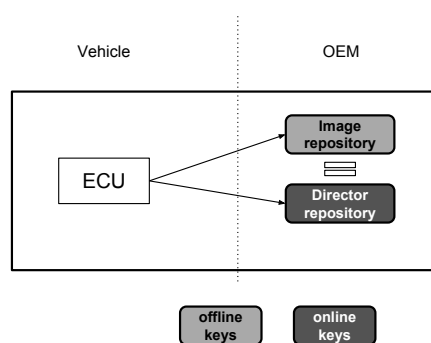 Vehicle
OEM
Image
repository
ECU
Director
repository
offline
keys
online
keys